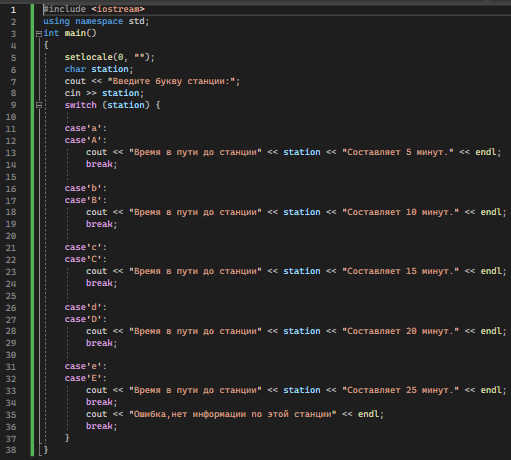 1 #include <iostream>
2 using namespace std;
3 int main()
4 {
5 setlocale(0, "");
6 char station;
7 cout << "Введите букву станции:";
8 cin >> station;
9 switch (station) {
10
11 case'a':
12 case'A':
13 cout << "Время в пути до станции" << station << "Составляет 5 минут." << endl;
14 break;
15
16 case'b':
17 case'B':
18 cout << "Время в пути до станции" << station << "Составляет 10 минут." << endl;
19 break;
20
21 case'c':
22 case'C':
23 cout << "Время в пути до станции" << station << "Составляет 15 минут." << endl;
24 break;
25
26 case'd':
27 case'D':
28 cout << "Время в пути до станции" << station << "Составляет 20 минут." << endl;
29 break;
30
31 case'e':
32 case'E':
33 cout << "Время в пути до станции" << station << "Составляет 25 минут." << endl;
34 break;
35 cout << "Ошибка,нет информации по этой станции" << endl;
36 break;
37 }
38 }